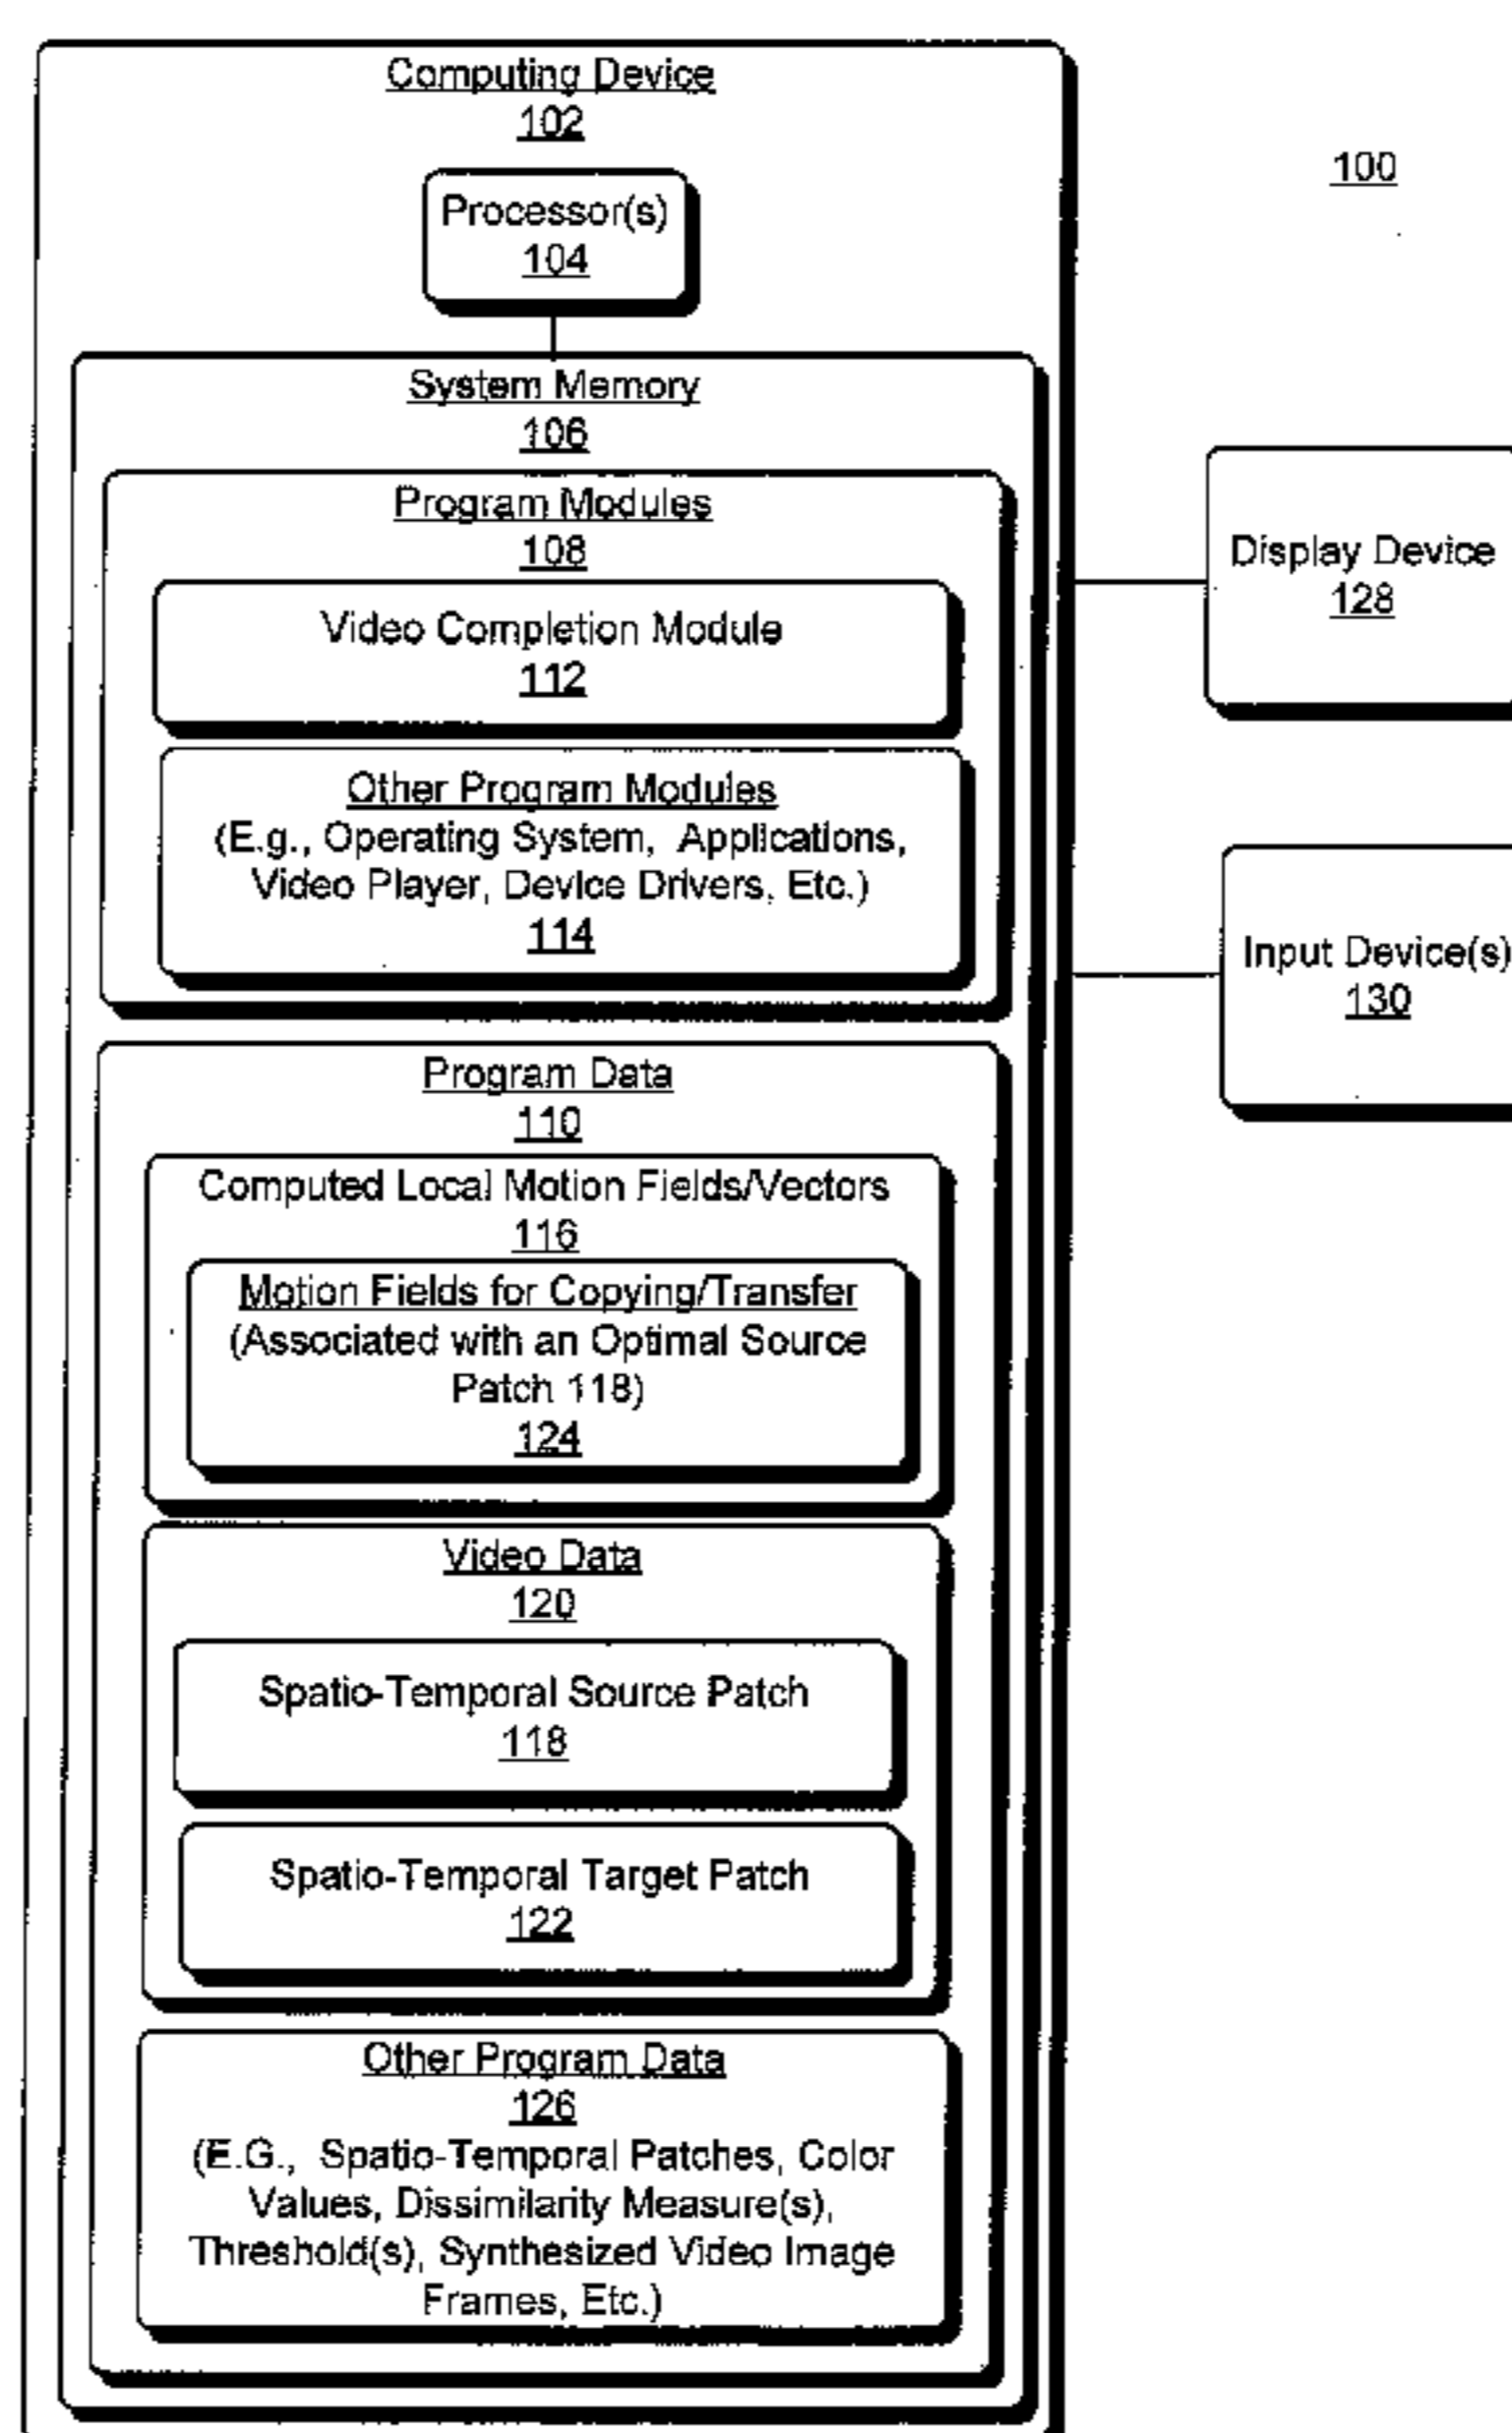 Computing Device
102
100
Processor(s)
104
System Memory
106
Program Modules
108
Video Completion Module
112
Other Program Modules
(E.g., Operating System, Applications,
Video Player, Device Drivers, Etc.)
114
Display Device
128
Input Device(s)
130
Program Data
110
Computed Local Motion Fields/Vectors
116
Motion Fields for Copying/Transfer
(Associated with an Optimal Source
Patch 118)
124
Video Data
120
Spatio-Temporal Source Patch
118
Spatio-Temporal Target Patch
122
Other Program Data
126
(E.G., Spatio-Temporal Patches, Color
Values, Dissimilarity Measure(s),
Threshold(s), Synthesized Video Image
Frames, Etc.)